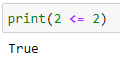 print(2 <= 2)
True